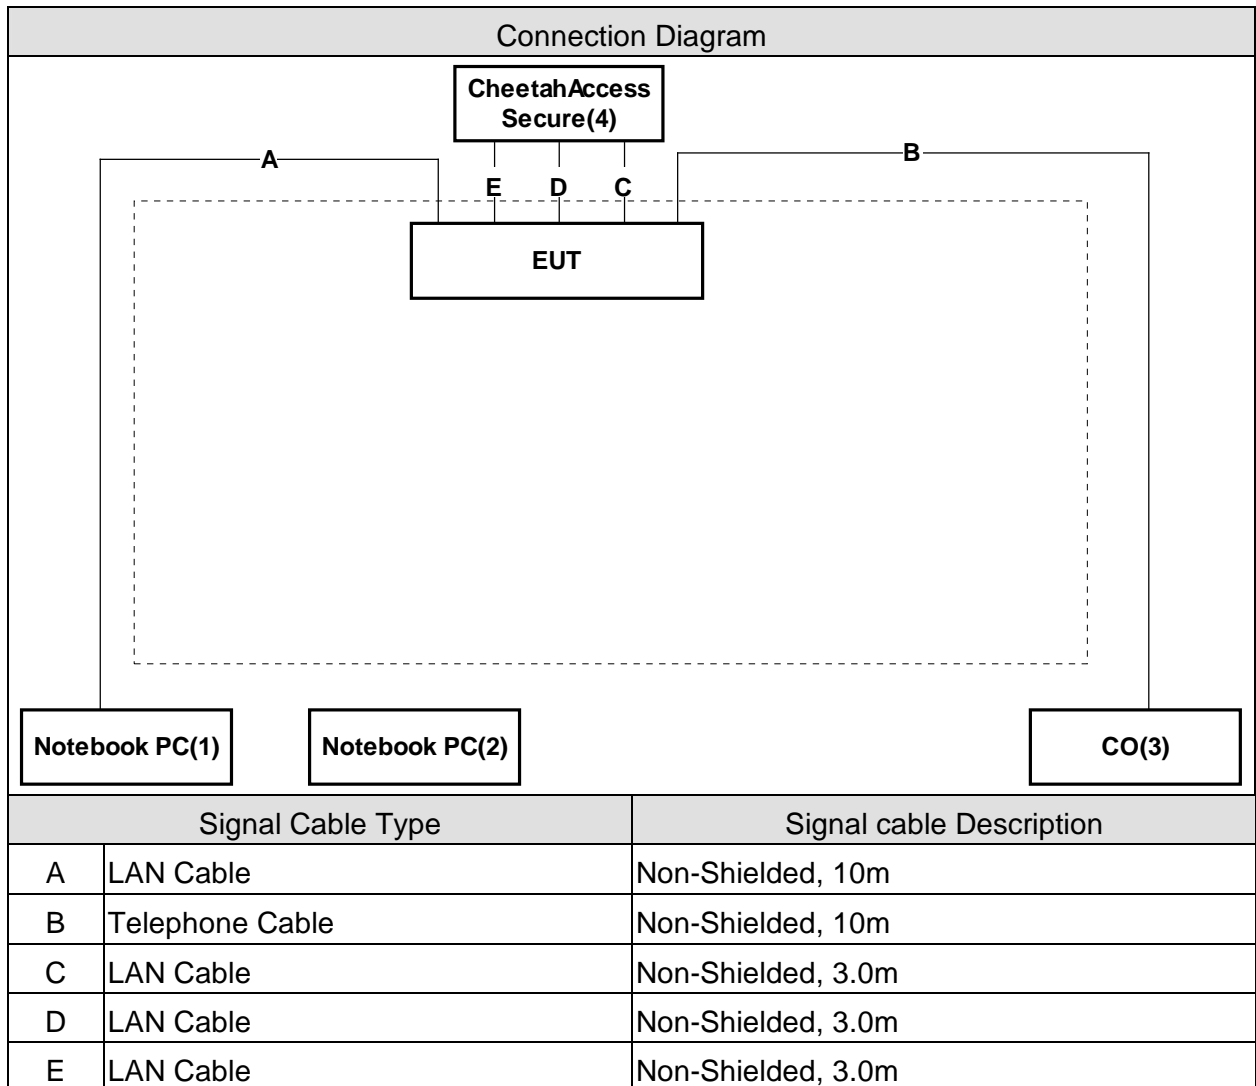 Connection Diagram
CheetahAccess
Secure(4)
A
B
E D C
EUT
Notebook PC(1)
Notebook PC(2)
CO(3)
Signal Cable Type Signal cable Description
A LAN Cable Non-Shielded, 10m
B Telephone Cable Non-Shielded, 10m
C LAN Cable Non-Shielded, 3.0m
D LAN Cable Non-Shielded, 3.0m
E LAN Cable Non-Shielded, 3.0m